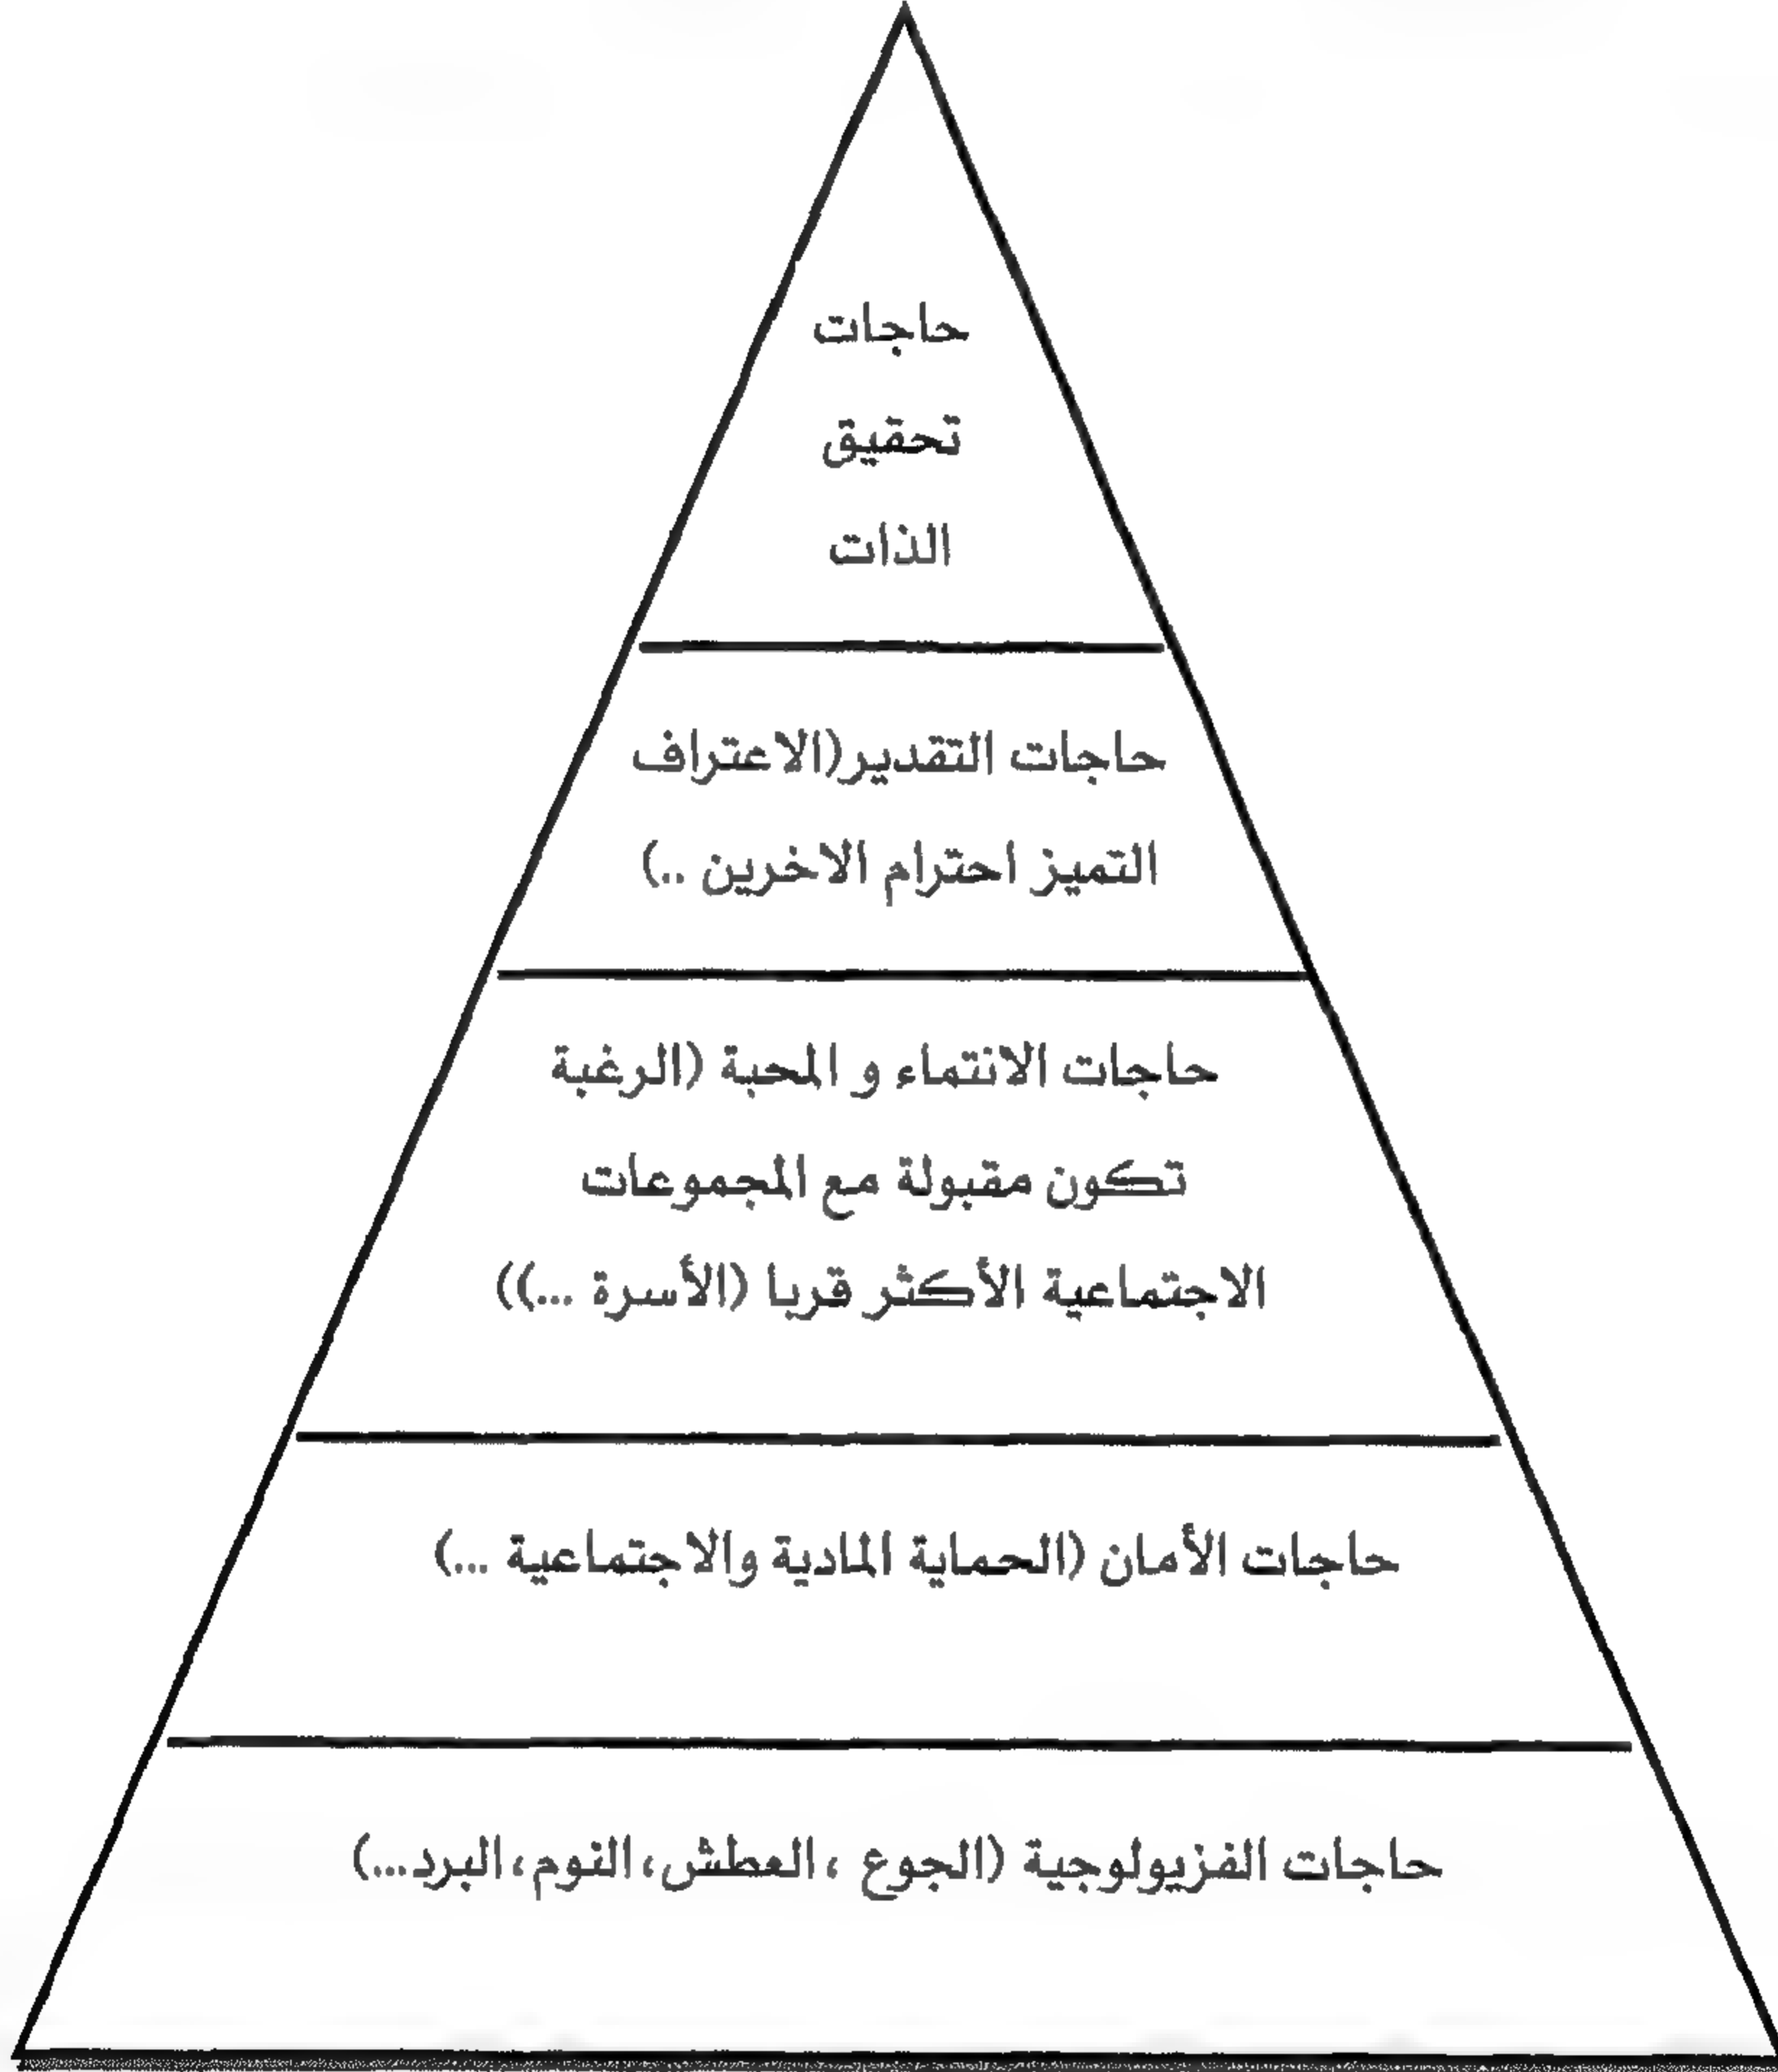 حاجات
تحقيق
الذات
حاجات التقدير(الاعتراف
التميز احترام الاخرين ..)
حاجات الانتماء و المحبة (الرغبة
تكون مقبولة مع المجموعات
الاجتماعية الأكثر قربا (الأسرة ...))
حاجات الأمان (الحماية المادية والاجتماعية ...)
حاجات الفزيولوجية (الجوع ، العطش، النوم، البرد...)